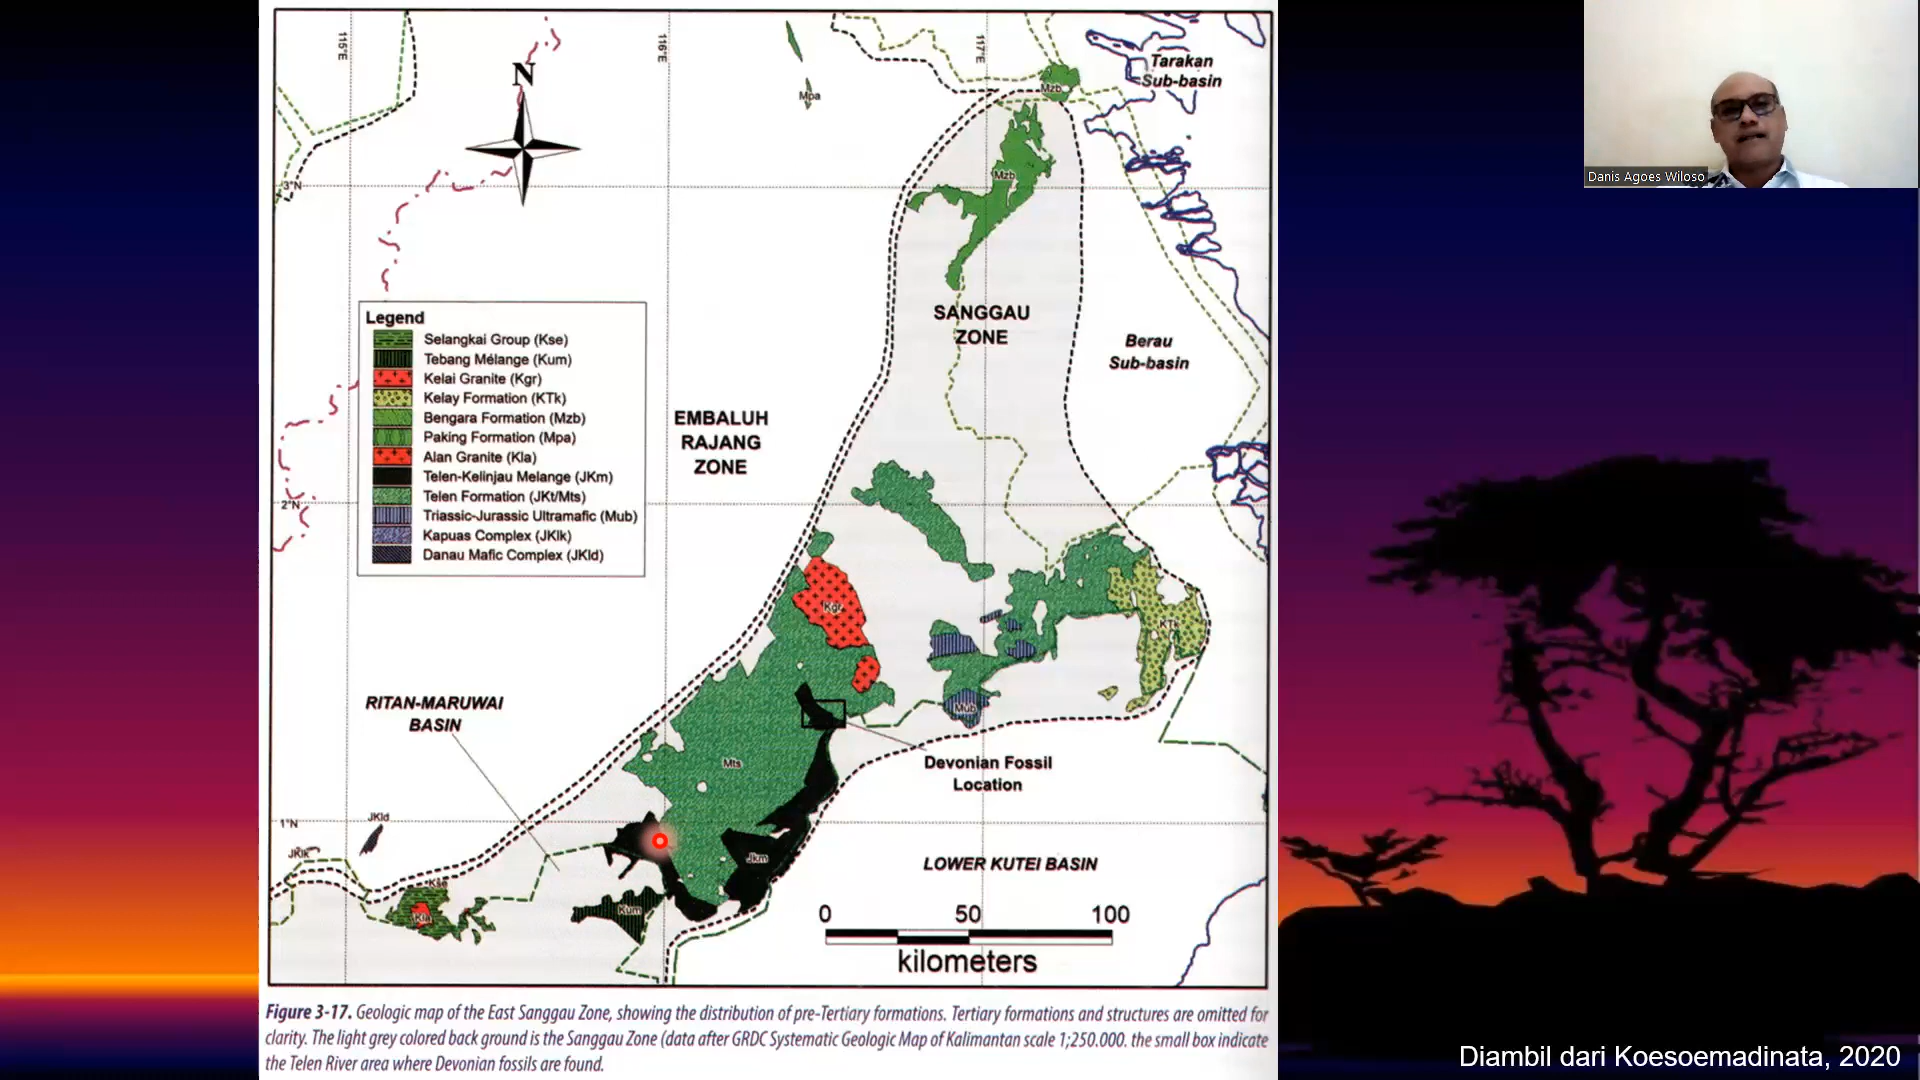 115°E
116°E
117°E
N
Mpa
Mzb
Tarakan
Sub-basin
Danis Agoes Wiloso
3°N
Mzb
SANGGAU
ZONE
Berau
Sub-basin
Legend
Selangkai Group (Kse)
Tebang Mélange (Kum)
Kelai Granite (Kgr)
Kelay Formation (KTk)
Bengara Formation (Mzb)
Paking Formation (Mpa)
Alan Granite (Kla)
Telen-Kelinjau Melange (JKm)
Telen Formation (JKt/Mts)
Triassic-Jurassic Ultramafic (Mub)
Kapuas Complex (JKlk)
Danau Mafic Complex (JKld)
EMBALUH
RAJANG
ZONE
2°N
Kgr
KTk
RITAN-MARUWAI
BASIN
Mub
Mts
Devonian Fossil
Location
1°N
JKld
JKlk
Jkm
LOWER KUTEI BASIN
Kse
Kla
Kum
0 50 100
kilometers
Figure 3-17. Geologic map of the East Sanggau Zone, showing the distribution of pre-Tertiary formations. Tertiary formations and structures are omitted for
clarity. The light grey colored back ground is the Sanggau Zone (data after GRDC Systematic Geologic Map of Kalimantan scale 1;250.000. the small box indicate
the Telen River area where Devonian fossils are found.
Diambil dari Koesoemadinata, 2020